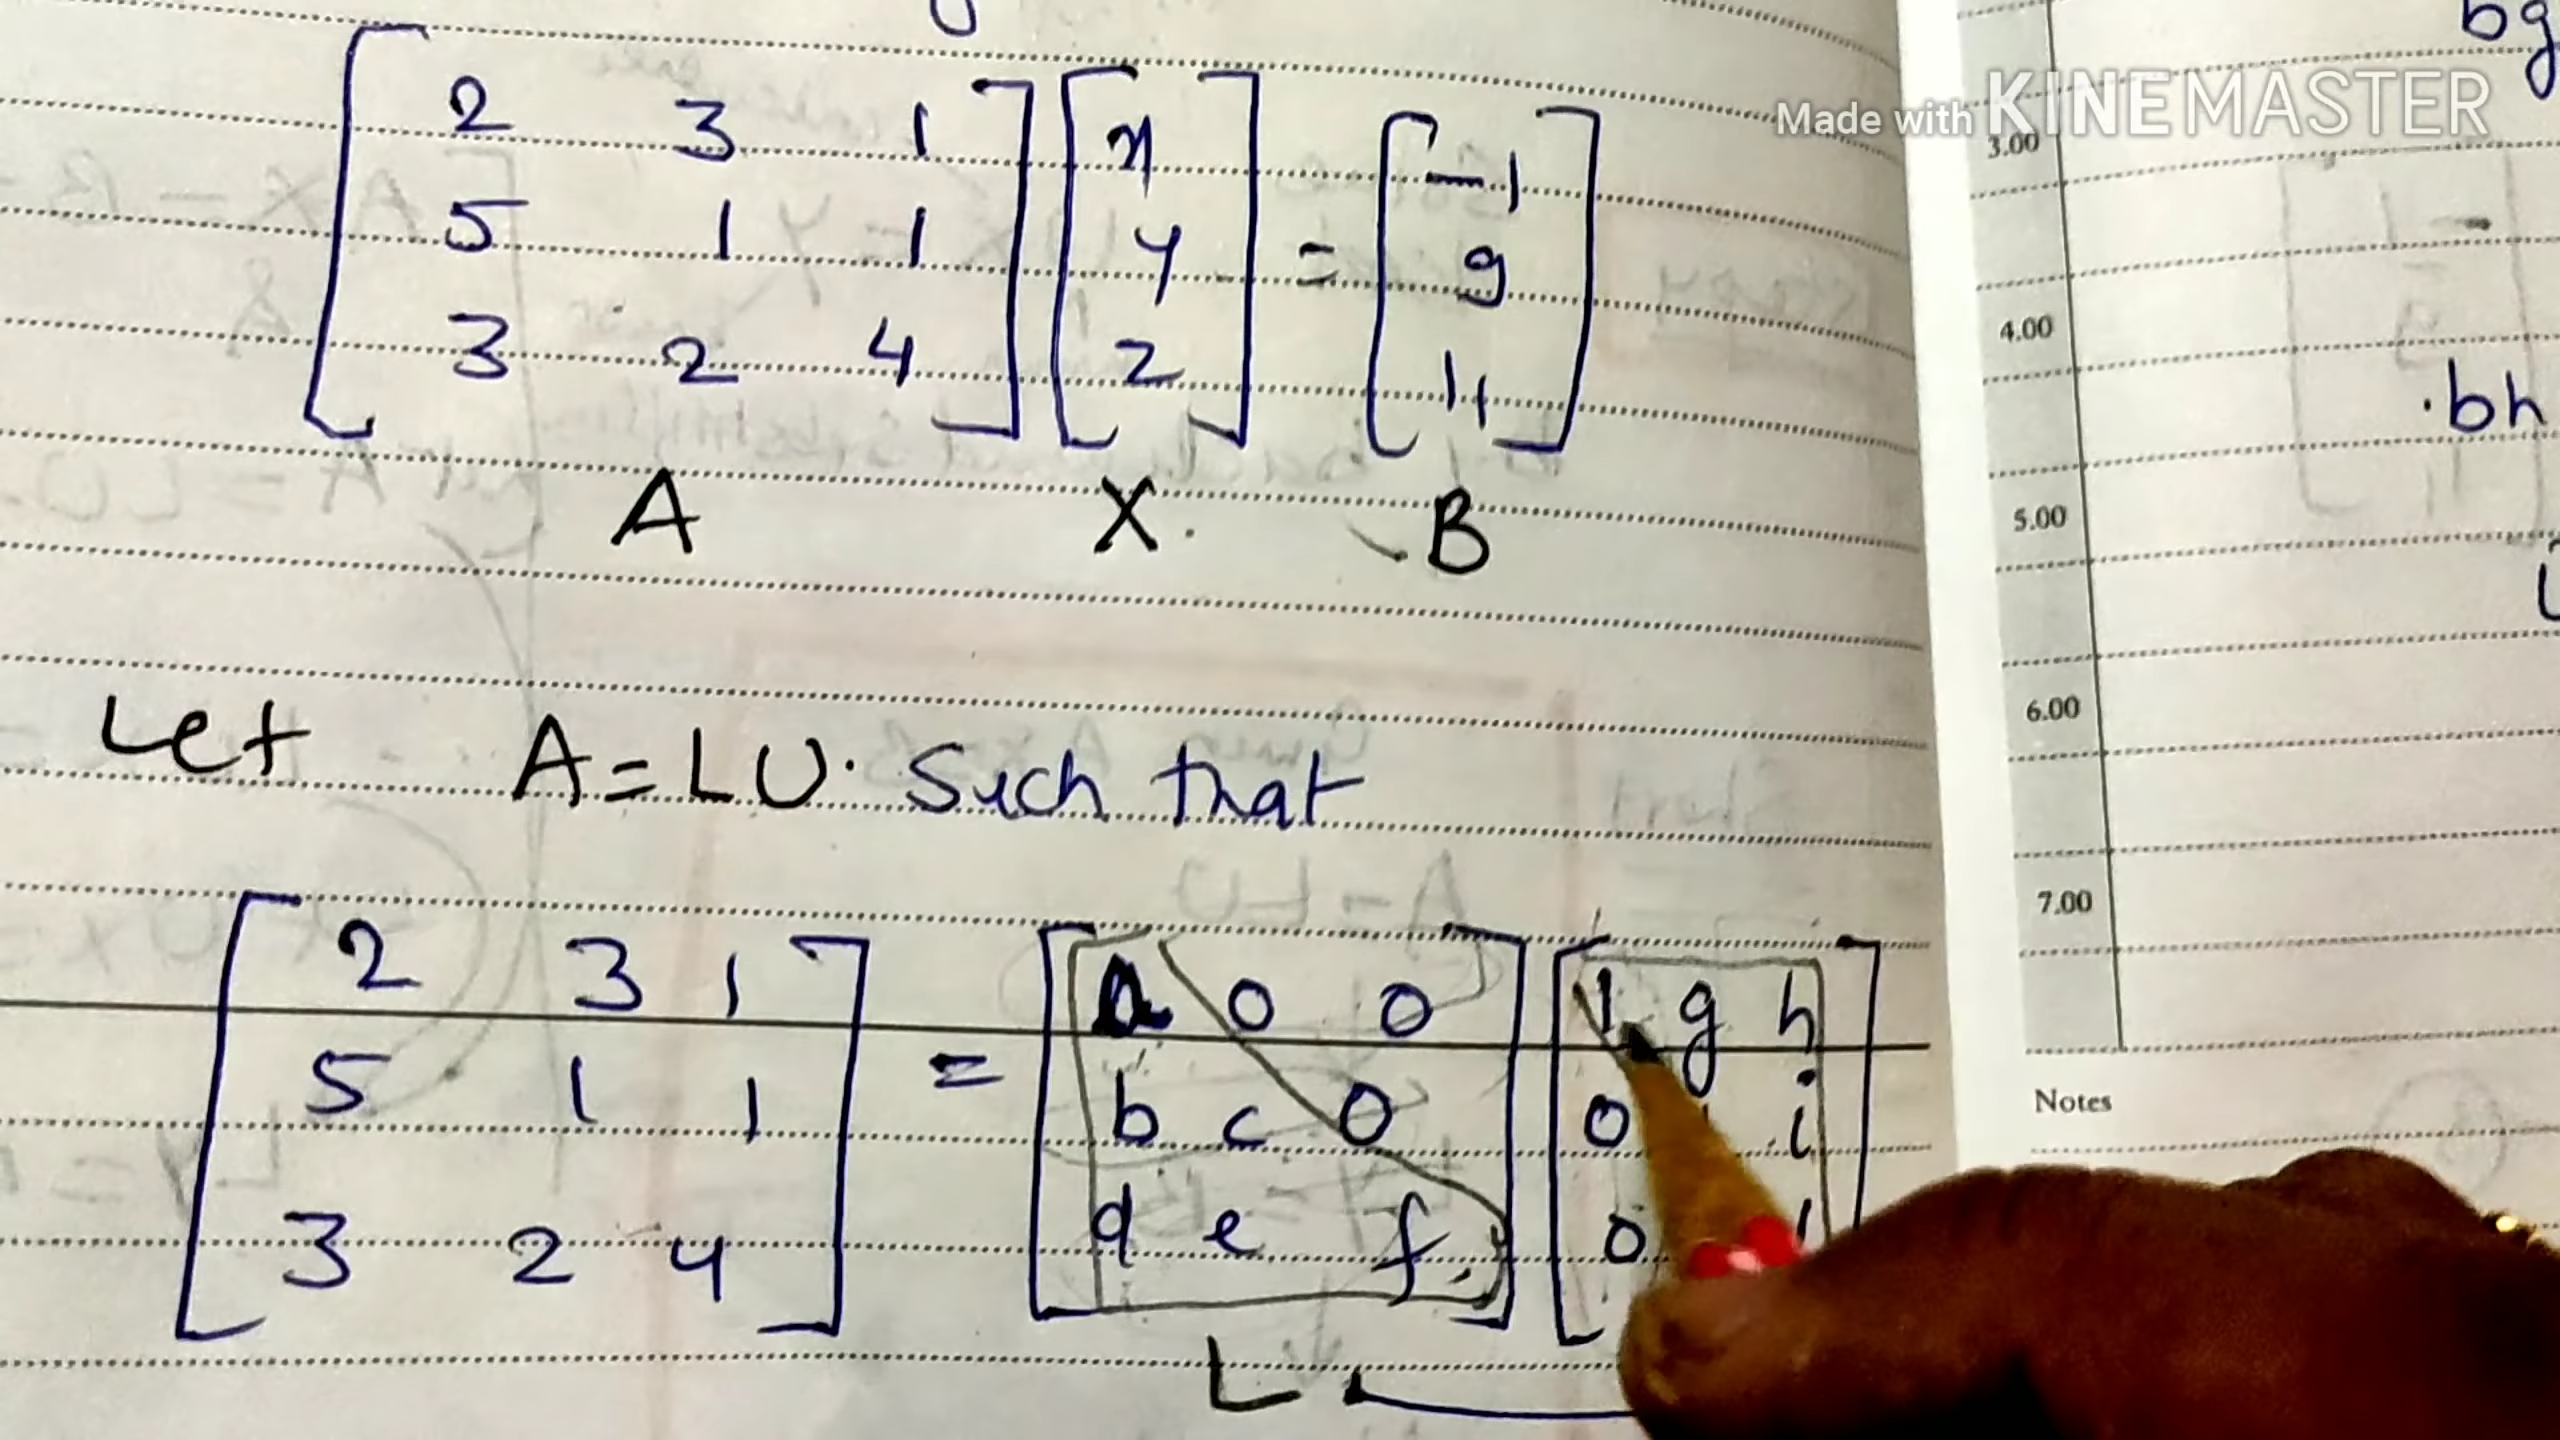 Made with KINEMASTER
2 3 1 x -1
5 1 1 y = 9
3 2 4 z 11
A X B
Let A=LU. Such that
2 3 1 a 0 0 1 g h
5 1 1 = b c 0 0 i
3 2 4 d e f 0
L
bg
3.00
4.00
bh
5.00
6.00
7.00
Notes